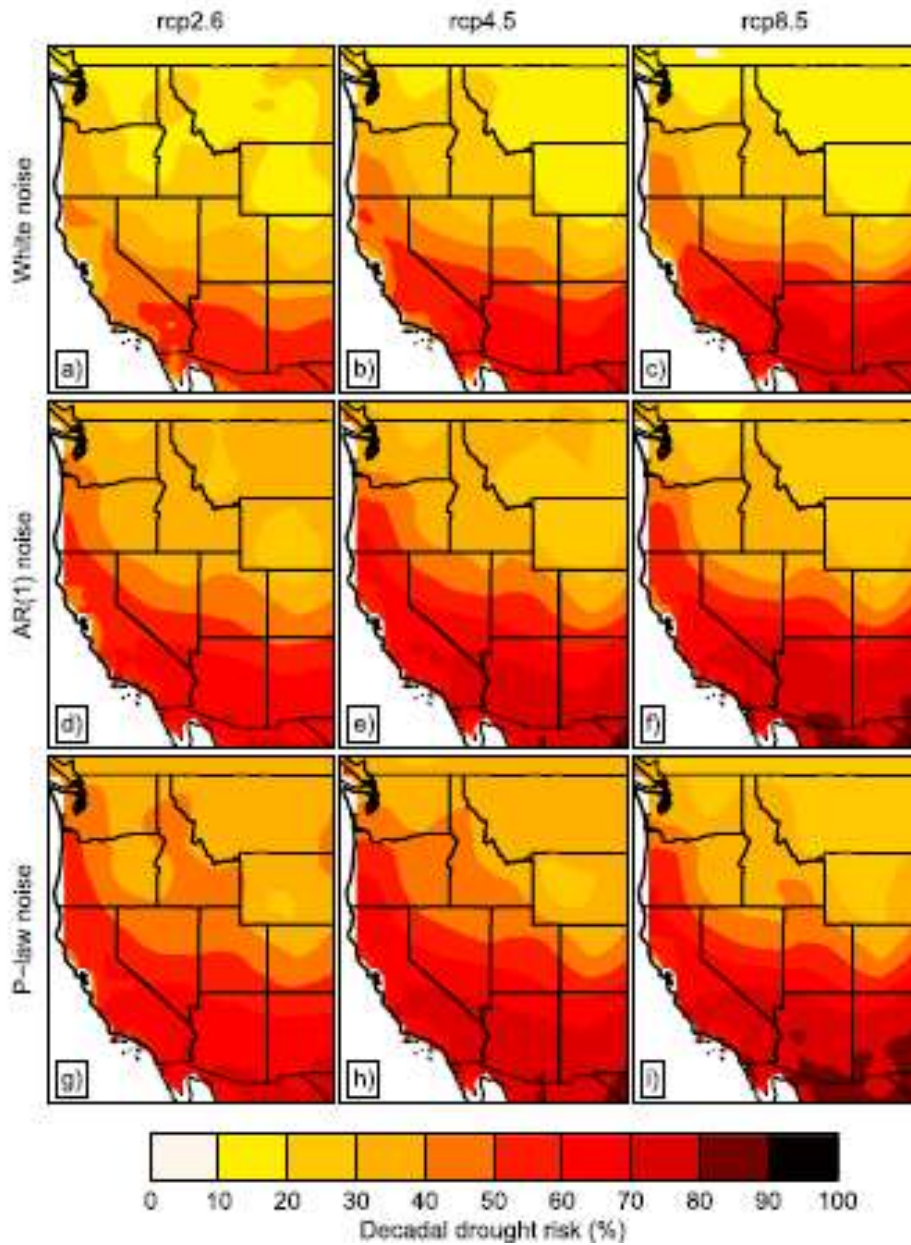 rcp2.6 rcp4.5 rcp8.5
White noise
a) b) c)
AR(1) noise
d) e) f)
P-law noise
g) h) i)
0 10 20 30 40 50 60 70 80 90 100
Decadal drought risk (%)